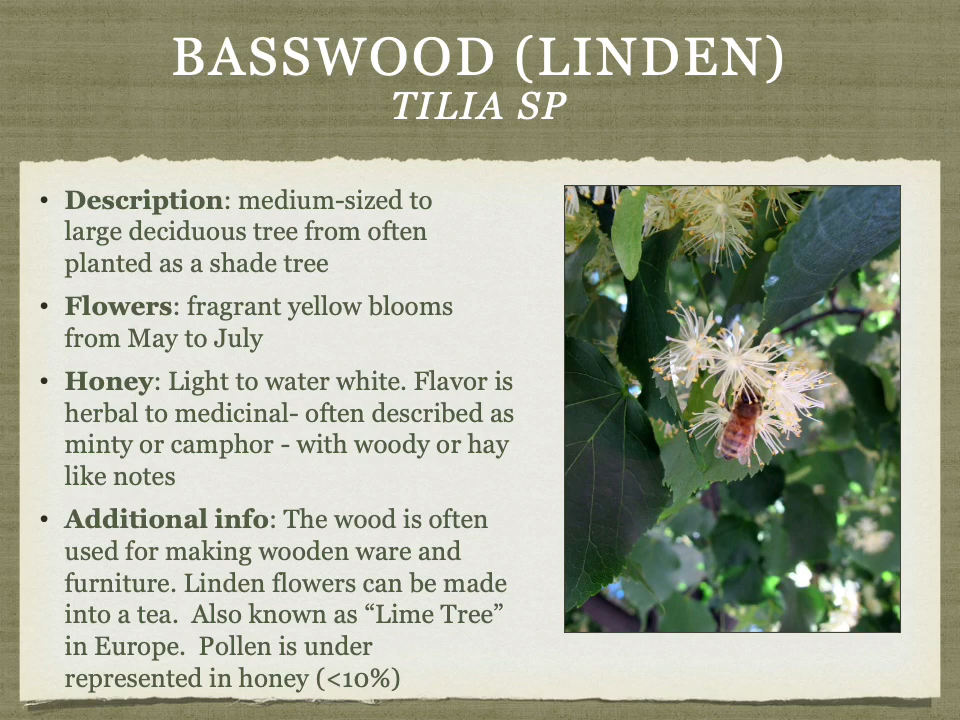 BASSWOOD (LINDEN)
TILIA SP
• Description: medium-sized to
large deciduous tree from often
planted as a shade tree
• Flowers: fragrant yellow blooms
from May to July
• Honey: Light to water white. Flavor is
herbal to medicinal- often described as
minty or camphor - with woody or hay
like notes
• Additional info: The wood is often
used for making wooden ware and
furniture. Linden flowers can be made
into a tea.  Also known as “Lime Tree”
in Europe.  Pollen is under
represented in honey (<10%)